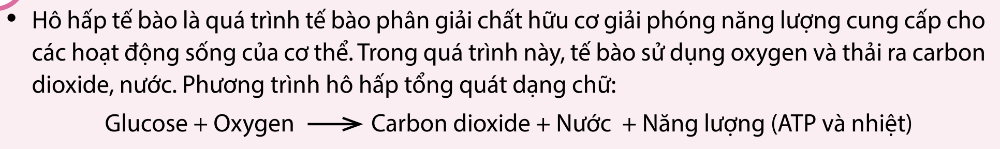 • Hô hấp tế bào là quá trình tế bào phân giải chất hữu cơ giải phóng năng lượng cung cấp cho
các hoạt động sống của cơ thể. Trong quá trình này, tế bào sử dụng oxygen và thải ra carbon
dioxide, nước. Phương trình hô hấp tổng quát dạng chữ:
Glucose + Oxygen ⟶ Carbon dioxide + Nước + Năng lượng (ATP và nhiệt)